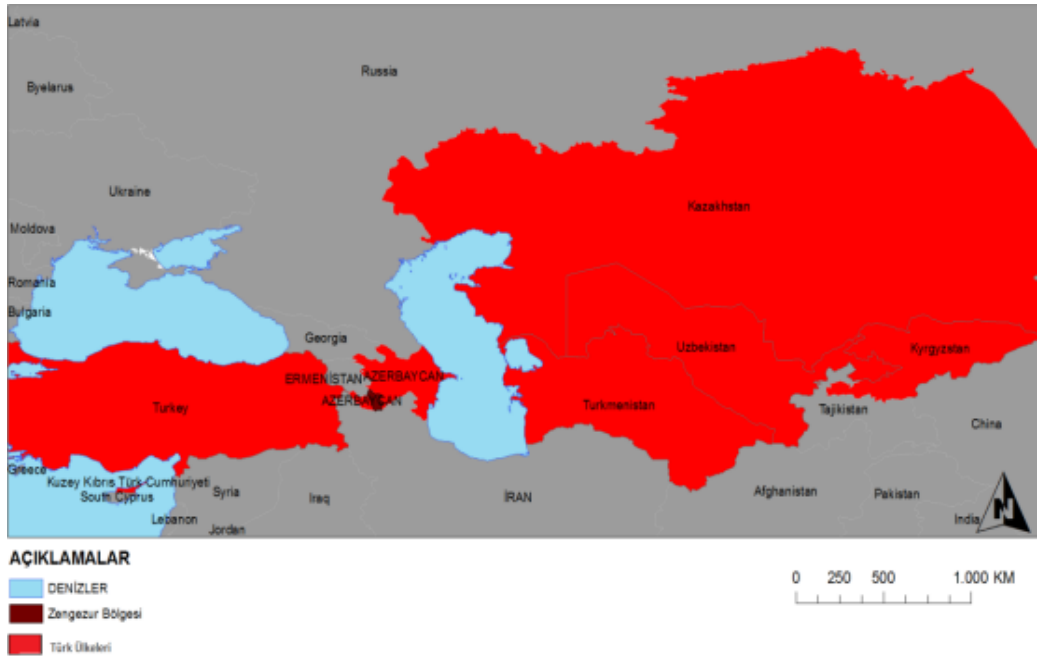 Latvia
Russia
Byelarus
Ukraine
Kazakhstan
Moldova
Romania
Bulgaria
Georgia
Uzbekistan
Kyrgyzstan
ERMENİSTAN
AZERBAYCAN
AZERBAYCAN
Turkey
Turkmenistan
Tajikistan
China
Greece
Kuzey Kıbrıs Türk Cumhuriyeti
South Cyprus
Syria
Iraq
İRAN
Afghanistan
Pakistan
India
Lebanon
Jordan
N
AÇIKLAMALAR
DENİZLER
Zengezur Bölgesi
Türk Ülkeleri
0 250 500 1.000 KM